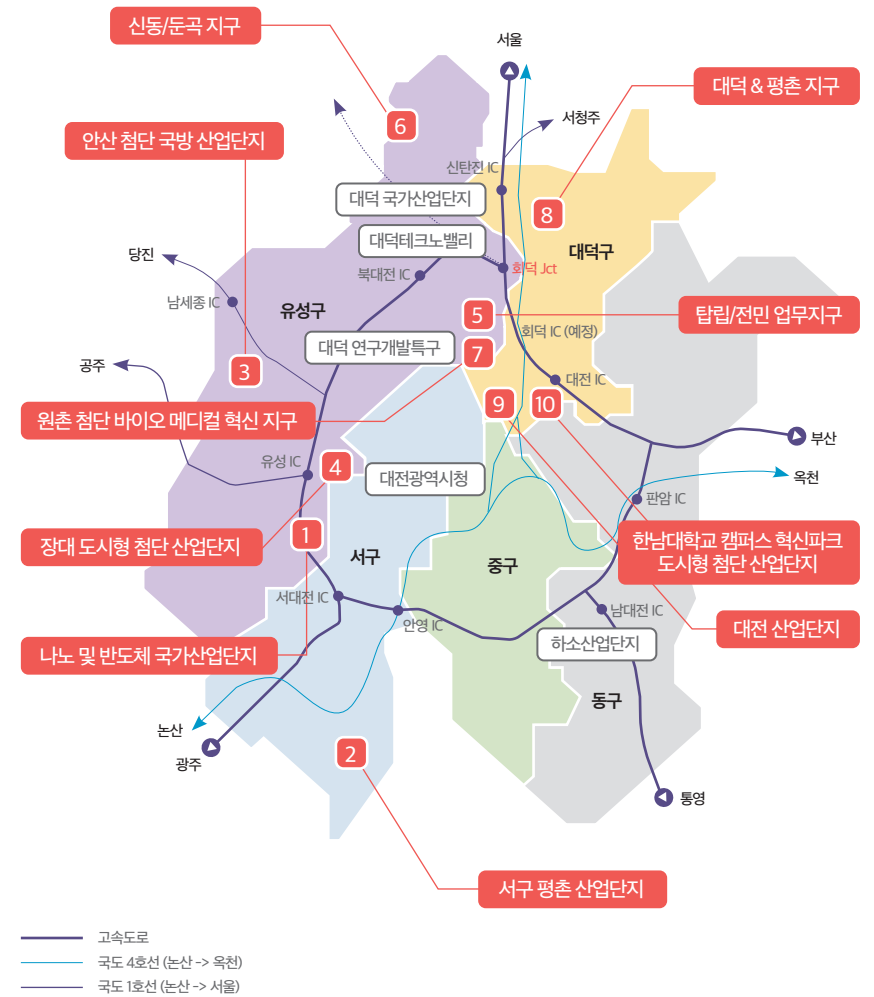 신동/둔곡 지구
서울
대덕 & 평촌 지구
6
서청주
안산 첨단 국방 산업단지
신탄진 IC
대덕 국가산업단지
8
대덕테크노밸리
대덕구
당진
북대전 IC
회덕 Jct
남세종 IC
유성구
5
탑립/전민 업무지구
회덕 IC (예정)
대덕 연구개발특구
7
공주
3
대전 IC
9
10
원촌 첨단 바이오 메디컬 혁신 지구
부산
유성 IC
4
대전광역시청
옥천
판암 IC
1
장대 도시형 첨단 산업단지
서구
중구
한남대학교 캠퍼스 혁신파크
도시형 첨단 산업단지
서대전 IC
안영 IC
남대전 IC
대전 산업단지
하소산업단지
나노 및 반도체 국가산업단지
동구
논산
광주
2
통영
서구 평촌 산업단지
고속도로
국도 4호선 (논산 -> 옥천)
국도 1호선 (논산 -> 서울)